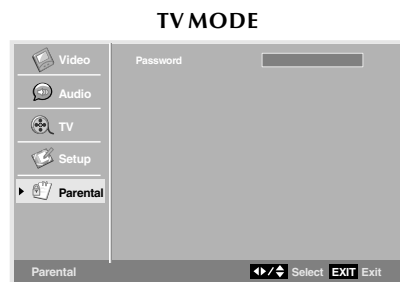 TV MODE
Video
Password
Audio
TV
Setup
Parental
Parental
Select EXIT Exit